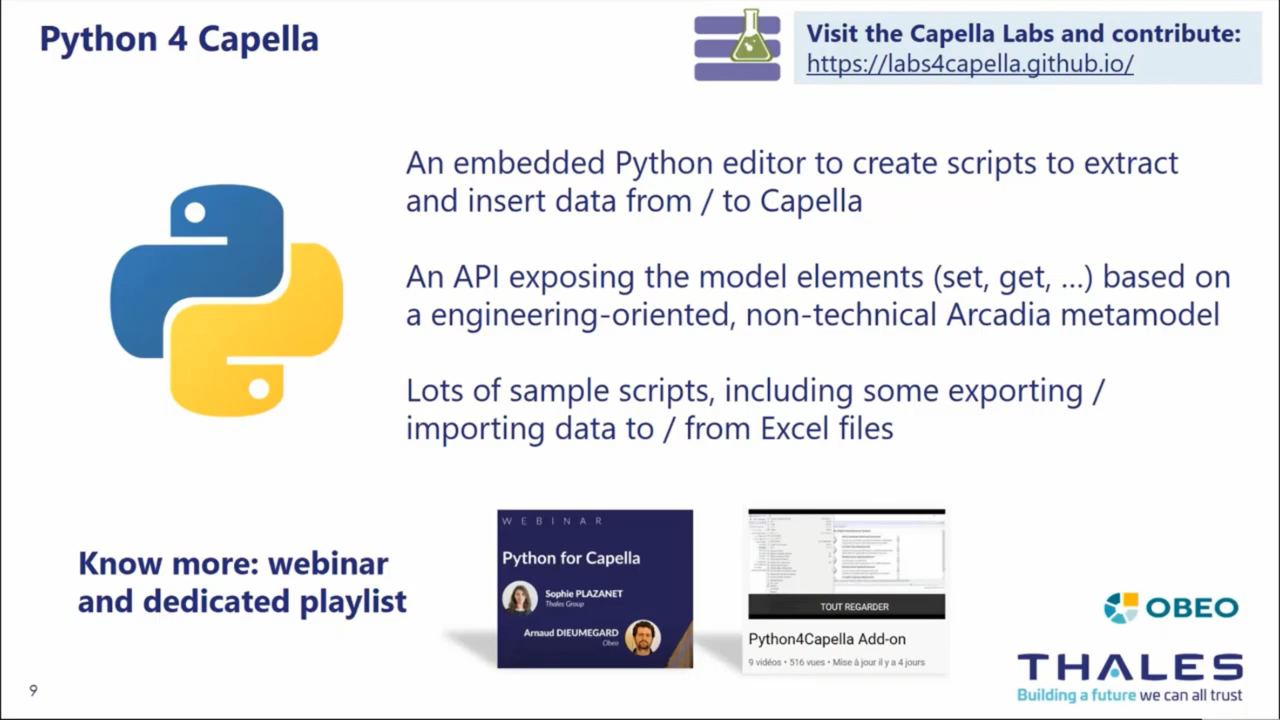 Python 4 Capella
Visit the Capella Labs and contribute:
https://labs4capella.github.io/
An embedded Python editor to create scripts to extract
and insert data from / to Capella
An API exposing the model elements (set, get, ...) based on
a engineering-oriented, non-technical Arcadia metamodel
Lots of sample scripts, including some exporting /
importing data to / from Excel files
Know more: webinar
and dedicated playlist
WEBINAR
Python for Capella
Sophie PLAZANET
Thales Group
Arnaud DIEUMEGARD
Obeo
TOUT REGARDER
Python4Capella Add-on
9 vidéos • 516 vues • Mise à jour il y a 4 jours
OBEO
THALES
Building a future we can all trust
9